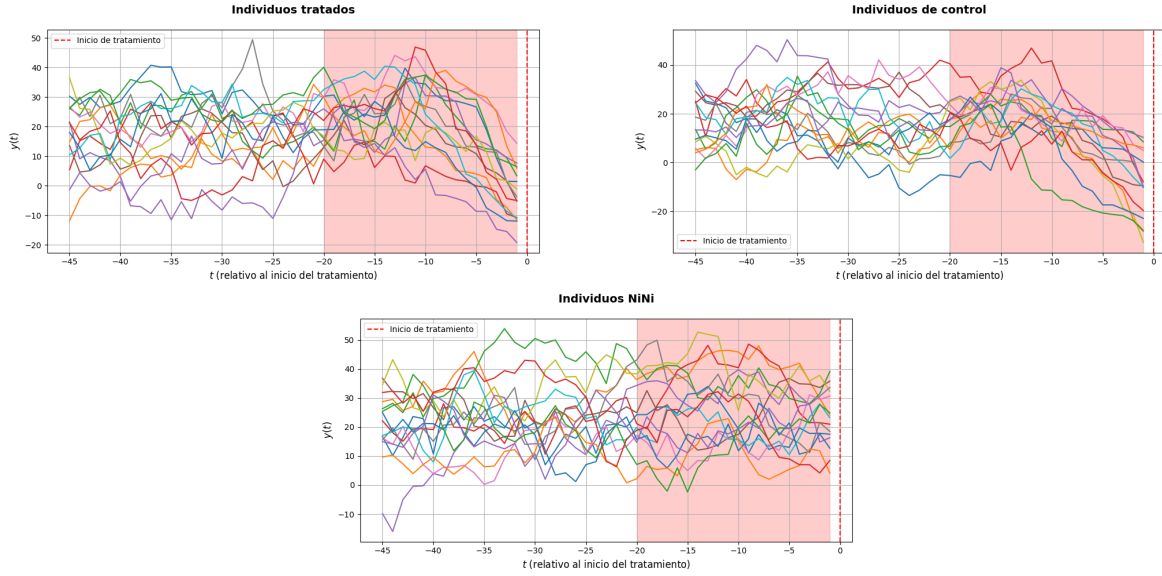 Individuos tratados
Inicio de tratamiento
y(t)
50
40
30
20
10
0
−10
−20
−45 −40 −35 −30 −25 −20 −15 −10 −5 0
t (relativo al inicio del tratamiento)
Individuos de control
Inicio de tratamiento
y(t)
40
20
0
−20
−45 −40 −35 −30 −25 −20 −15 −10 −5 0
t (relativo al inicio del tratamiento)
Individuos NiNi
Inicio de tratamiento
y(t)
50
40
30
20
10
0
−10
−45 −40 −35 −30 −25 −20 −15 −10 −5 0
t (relativo al inicio del tratamiento)